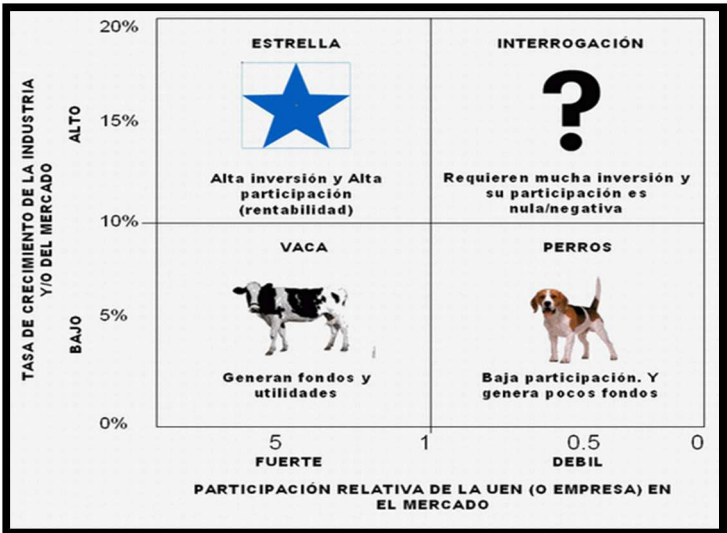 TASA DE CRECIMIENTO DE LA INDUSTRIA
Y/O DEL MERCADO
ALTO
BAJO
20%
15%
10%
5%
0%
ESTRELLA
?
Alta inversión y Alta
participación
(rentabilidad)
INTERROGACIÓN
?
Requieren mucha inversión y
su participación es
nula/negativa
VACA
Generan fondos y
utilidades
PERROS
Baja participación. Y
genera pocos fondos
5
1
0.5
0
FUERTE
DEBIL
PARTICIPACIÓN RELATIVA DE LA UEN (O EMPRESA) EN
EL MERCADO